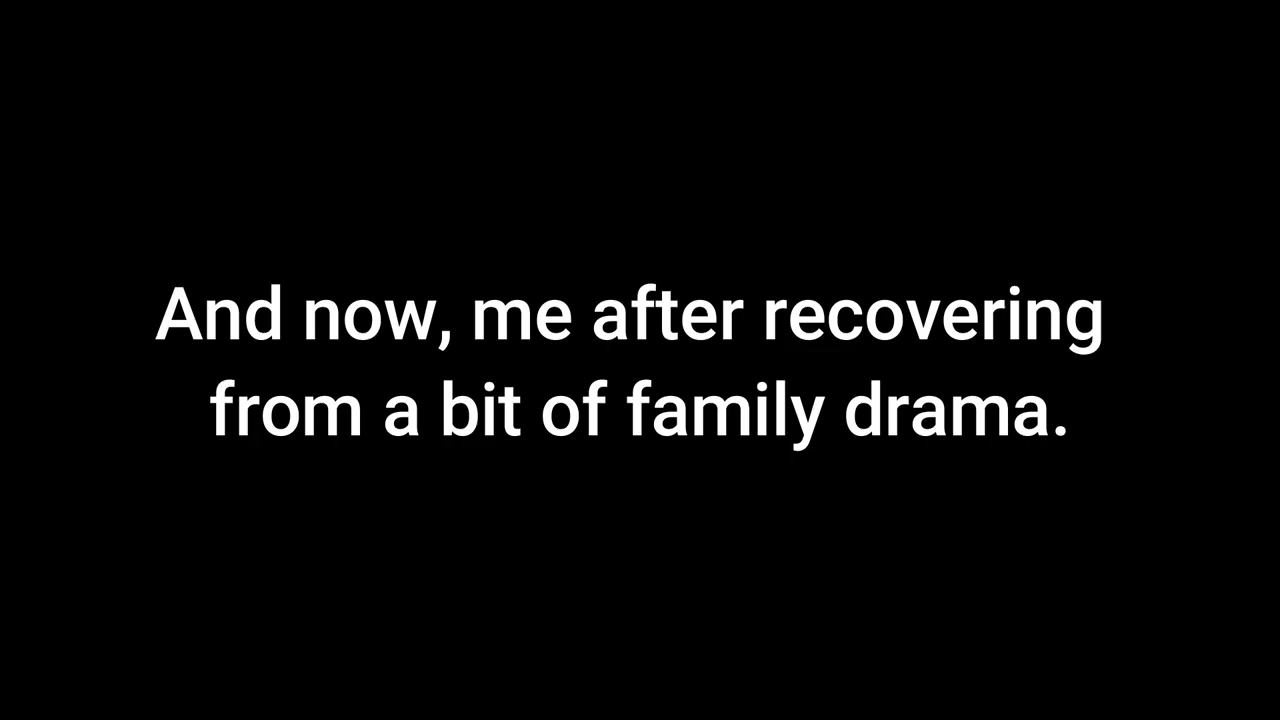 And now, me after recovering
from a bit of family drama.